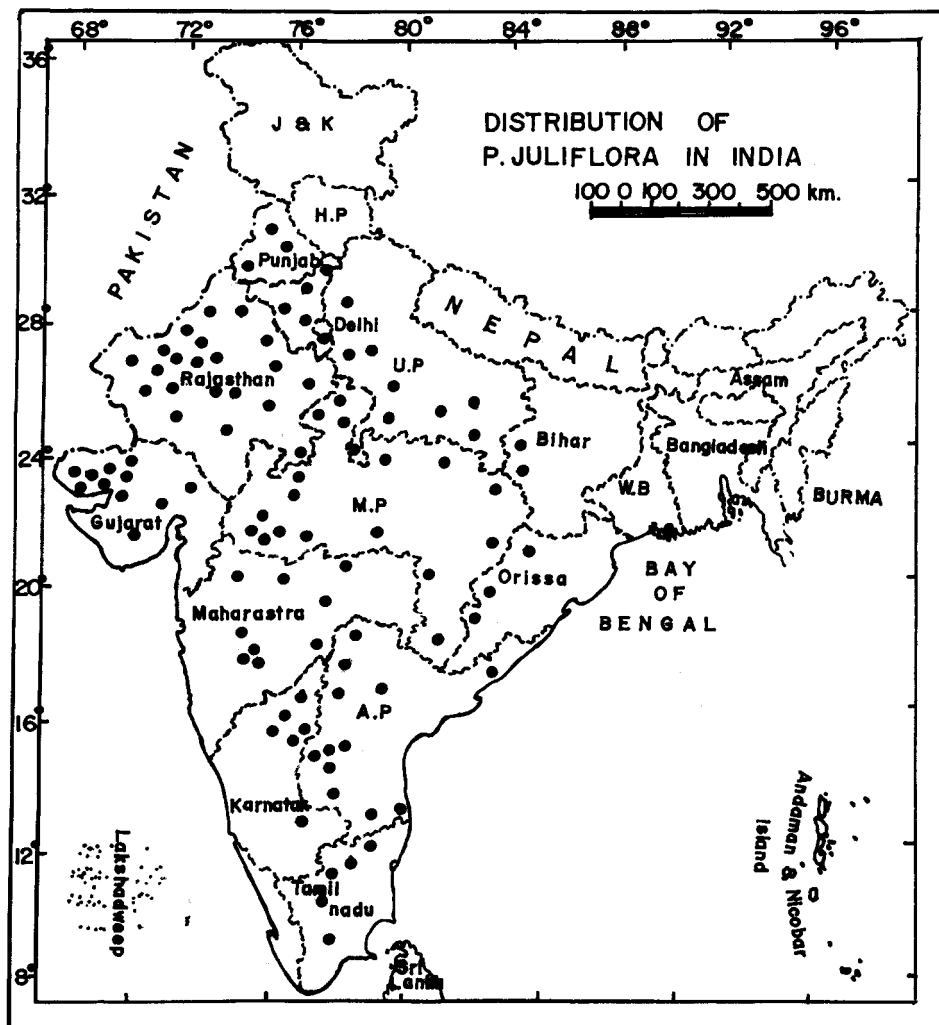 68° 72° 76° 80° 84° 88° 92° 96°
36°
J & K
DISTRIBUTION OF
P. JULIFLORA IN INDIA
100 0 100 300 500 km.
PAKISTAN
32°
H.P
Punjab
NEPAL
28°
Delhi
U.P
Rajasthan
Assam
Bihar
Bangladesh
24°
M.P
W.B
BURMA
Gujarat
Orissa
BAY
OF
BENGAL
20°
Maharastra
16°
A.P
Karnatak
Andaman & Nicobar
Island
Lakshadweep
12°
Tamil
nadu
8°
Sri
Lanka